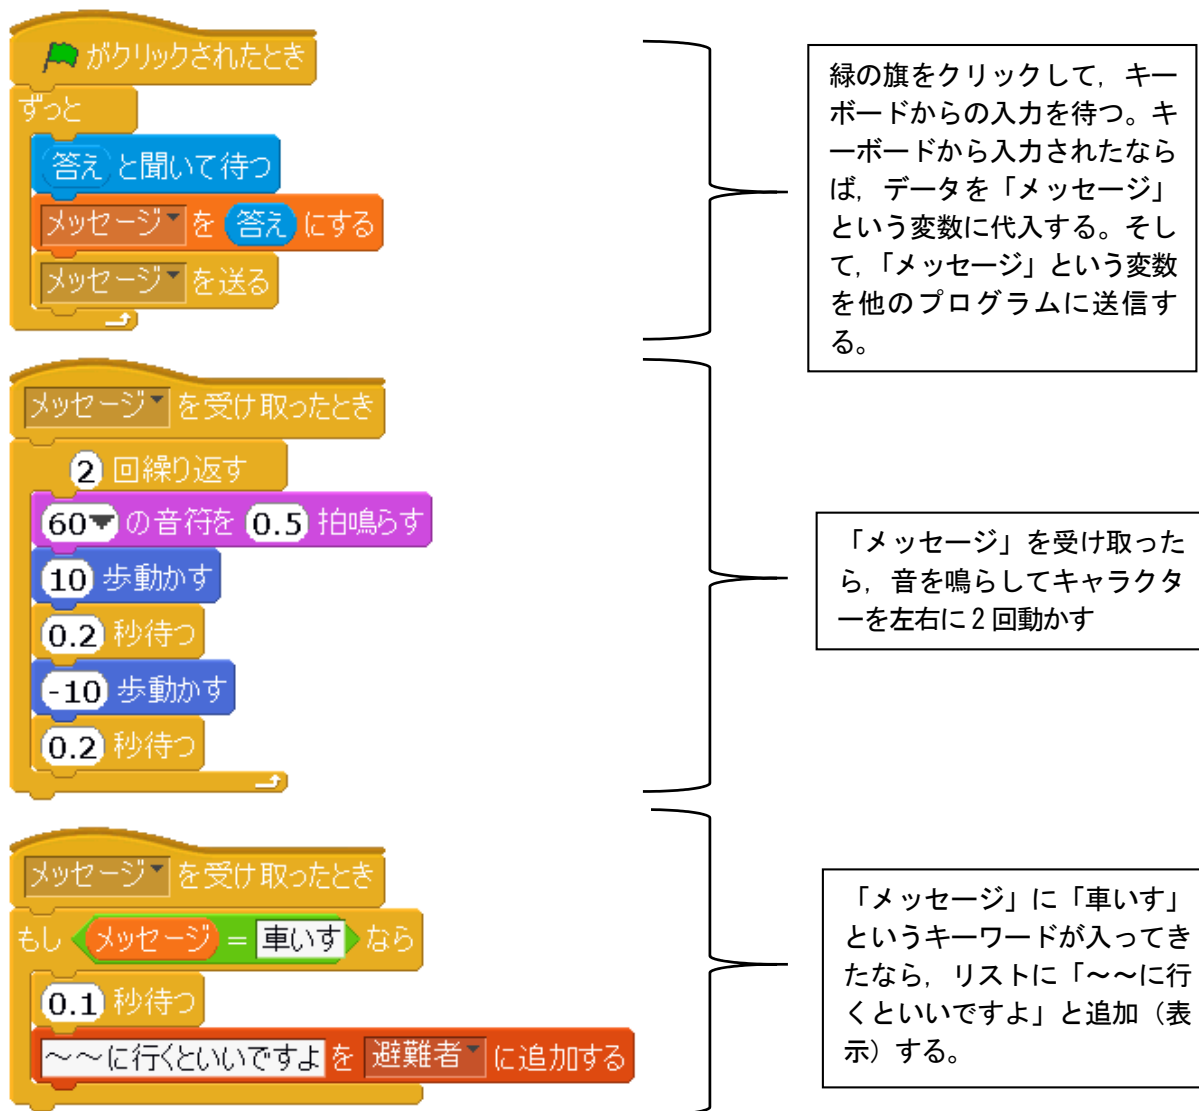 がクリックされたとき
ずっと
答え と聞いて待つ
メッセージ を 答え にする
メッセージ を送る
緑の旗をクリックして，キー
ボードからの入力を待つ。キ
ーボードから入力されたなら
ば，データを「メッセージ」
という変数に代入する。そし
て，「メッセージ」という変数
を他のプログラムに送信す
る。
メッセージ を受け取ったとき
2 回繰り返す
60 の音符を 0.5 拍鳴らす
10 歩動かす
0.2 秒待つ
-10 歩動かす
0.2 秒待つ
「メッセージ」を受け取った
ら，音を鳴らしてキャラクタ
ーを左右に2回動かす
メッセージ を受け取ったとき
もし メッセージ = 車いす なら
0.1 秒待つ
～～に行くといいですよ を 避難者 に追加する
「メッセージ」に「車いす」
というキーワードが入ってき
たなら，リストに「～～に行
くといいですよ」と追加（表
示）する。